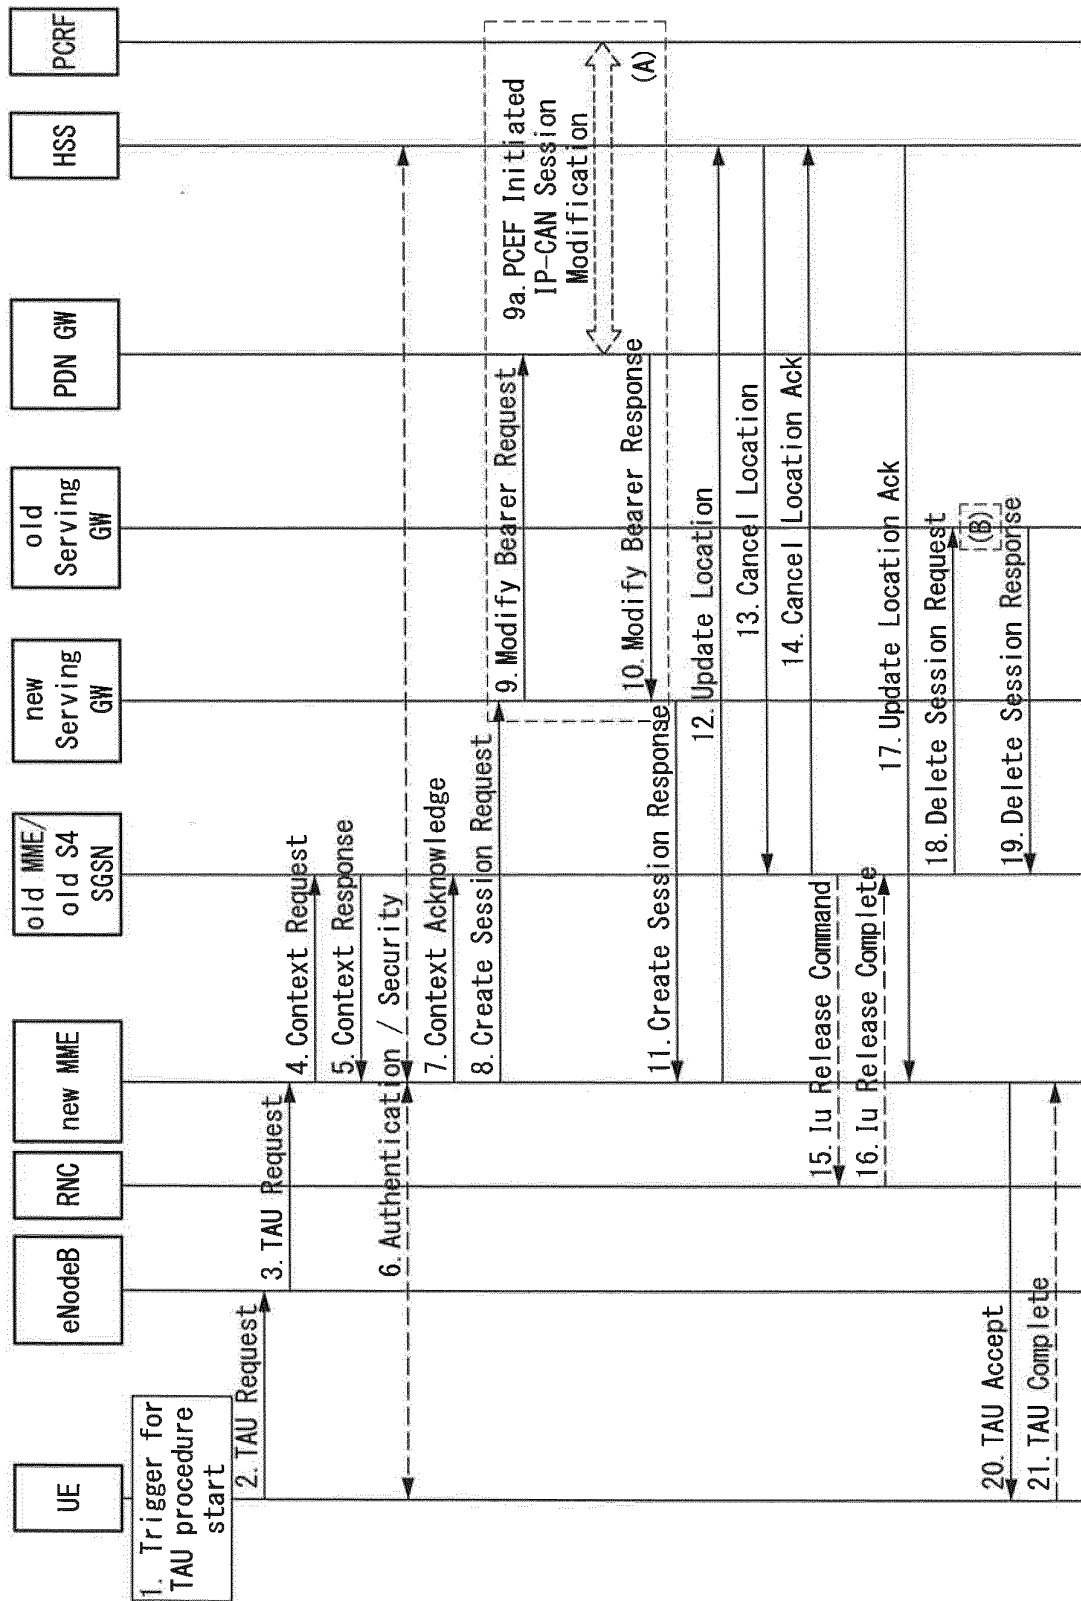 UE
eNodeB
RNC
new MME
old MME/
old S4
SGSN
new
Serving
GW
old
Serving
GW
PDN GW
HSS
PCRF
1. Trigger for
TAU procedure
start
2. TAU Request
3. TAU Request
4. Context Request
5. Context Response
6. Authentication / Security
7. Context Acknowledge
8. Create Session Request
9. Modify Bearer Request
9a. PCEF Initiated
IP-CAN Session
Modification
(A)
10. Modify Bearer Response
11. Create Session Response
12. Update Location
13. Cancel Location
14. Cancel Location Ack
15. Iu Release Command
16. Iu Release Complete
17. Update Location Ack
18. Delete Session Request
(B)
19. Delete Session Response
20. TAU Accept
21. TAU Complete